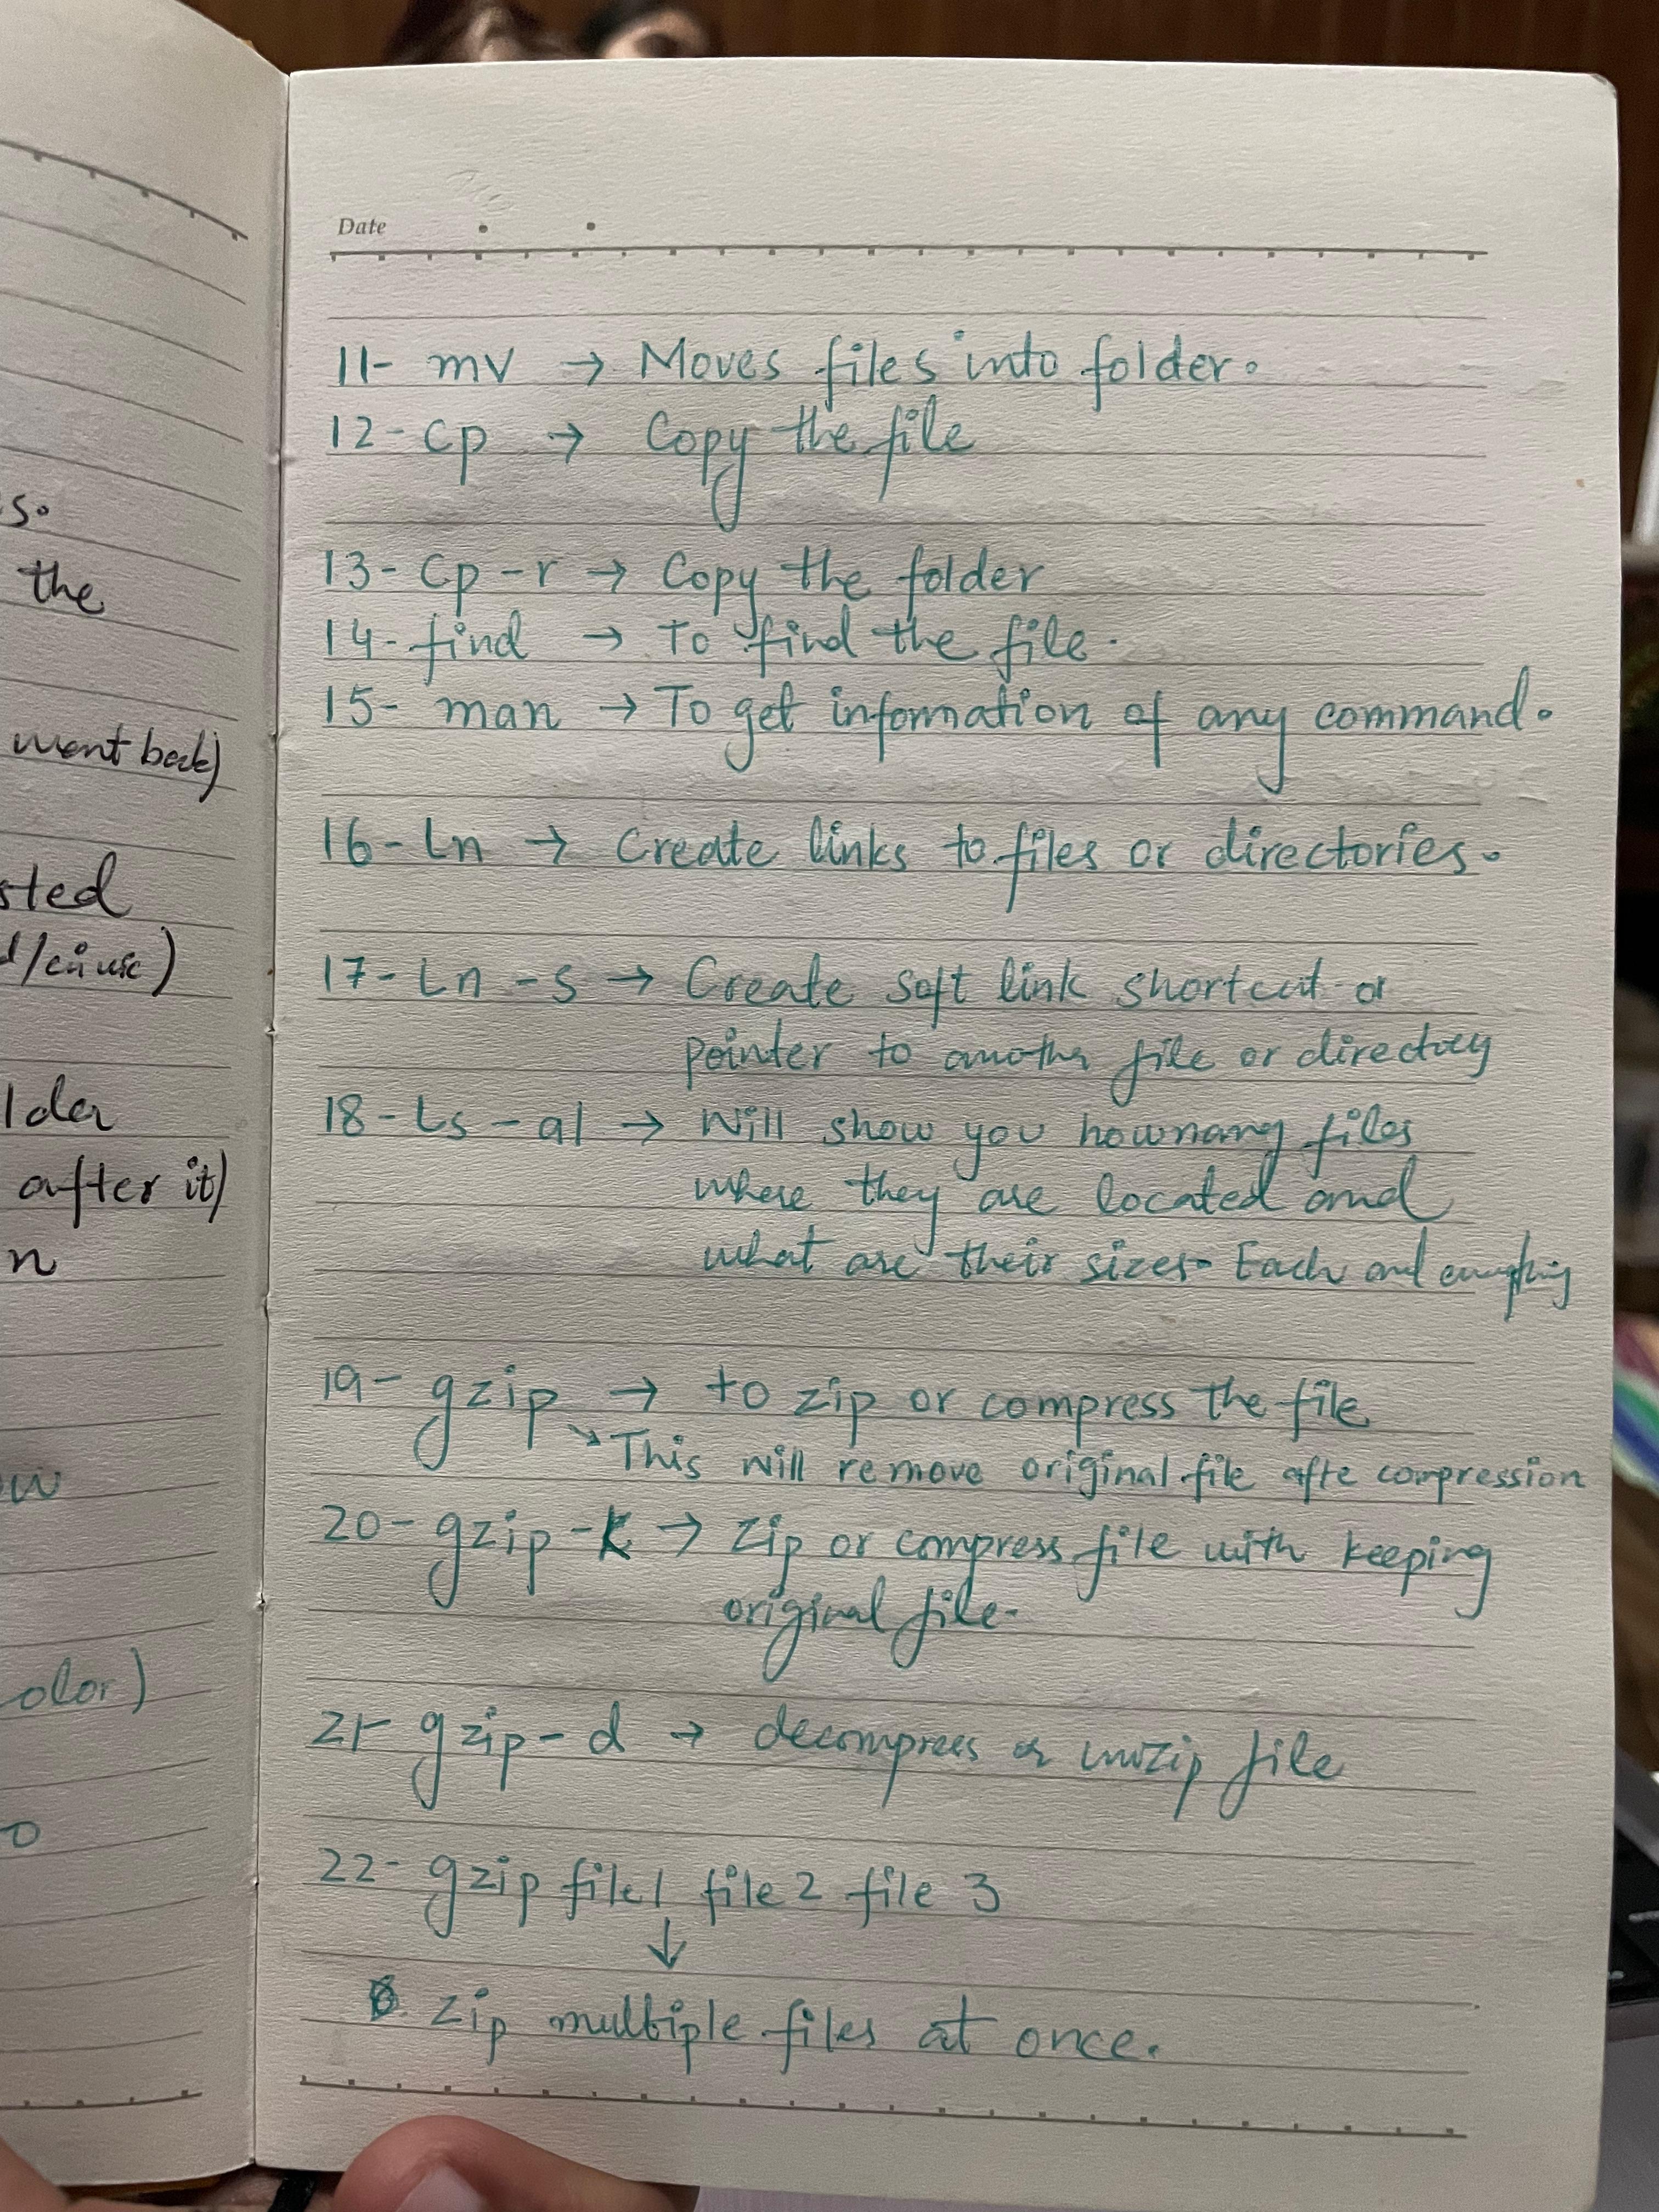 s.
the
went back)
sted
lder
after it)
n
olor)
Date
11- mv → Moves files into folder.
12- cp → Copy the file
13- cp -r → Copy the folder
14- find → To find the file.
15- man → To get information of any command.
16- Ln → Create links to files or directories.
17- Ln -s → Create soft link shortcut or
pointer to another file or directory
18- Ls -al → Will show you howmany files
where they are located and
what are their sizes. Each and everything
19- gzip → to zip or compress the file
↘ This will remove original file afte compression
20- gzip -k → Zip or compress file with keeping
original file.
21- gzip -d → decompress or unzip file
22- gzip file1 file2 file 3
↓
zip multiple files at once.